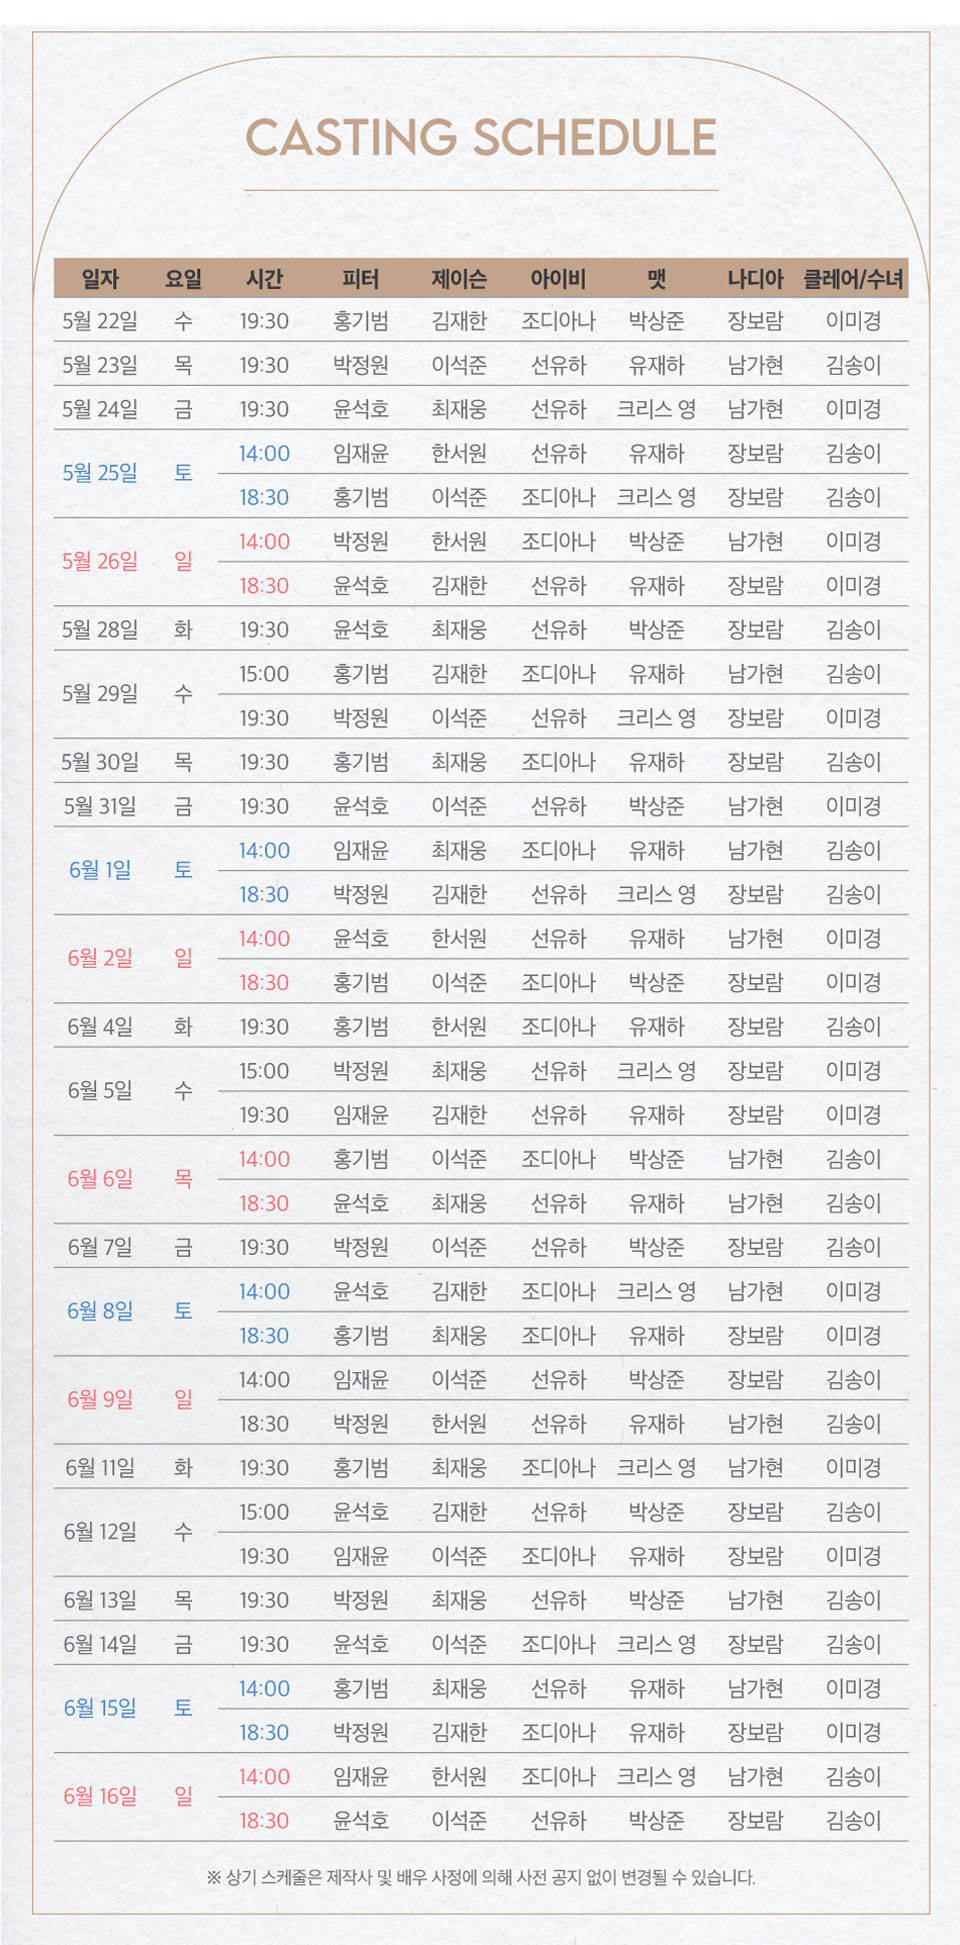 CASTING SCHEDULE
일자 요일 시간 피터 제이슨 아이비 맷 나디아 클레어/수녀
5월 22일 수 19:30 홍기범 김재한 조디아나 박상준 장보람 이미경
5월 23일 목 19:30 박정원 이석준 선유하 유재하 남가현 김송이
5월 24일 금 19:30 윤석호 최재웅 선유하 크리스 영 남가현 이미경
5월 25일 토 14:00 임재윤 한서원 선유하 유재하 장보람 김송이
18:30 홍기범 이석준 조디아나 크리스 영 장보람 김송이
5월 26일 일 14:00 박정원 한서원 조디아나 박상준 남가현 이미경
18:30 윤석호 김재한 선유하 유재하 장보람 이미경
5월 28일 화 19:30 윤석호 최재웅 선유하 박상준 장보람 김송이
5월 29일 수 15:00 홍기범 김재한 조디아나 유재하 남가현 김송이
19:30 박정원 이석준 선유하 크리스 영 장보람 이미경
5월 30일 목 19:30 홍기범 최재웅 조디아나 유재하 장보람 김송이
5월 31일 금 19:30 윤석호 이석준 선유하 박상준 남가현 이미경
6월 1일 토 14:00 임재윤 최재웅 조디아나 유재하 남가현 김송이
18:30 박정원 김재한 선유하 크리스 영 장보람 김송이
6월 2일 일 14:00 윤석호 한서원 선유하 유재하 남가현 이미경
18:30 홍기범 이석준 조디아나 박상준 장보람 이미경
6월 4일 화 19:30 홍기범 한서원 조디아나 유재하 장보람 김송이
6월 5일 수 15:00 박정원 최재웅 선유하 크리스 영 장보람 이미경
19:30 임재윤 김재한 선유하 유재하 장보람 이미경
6월 6일 목 14:00 홍기범 이석준 조디아나 박상준 남가현 김송이
18:30 윤석호 최재웅 선유하 유재하 남가현 김송이
6월 7일 금 19:30 박정원 이석준 선유하 박상준 장보람 김송이
6월 8일 토 14:00 윤석호 김재한 조디아나 크리스 영 남가현 이미경
18:30 홍기범 최재웅 조디아나 유재하 장보람 이미경
6월 9일 일 14:00 임재윤 이석준 선유하 박상준 장보람 김송이
18:30 박정원 한서원 선유하 유재하 남가현 김송이
6월 11일 화 19:30 홍기범 최재웅 조디아나 크리스 영 남가현 이미경
6월 12일 수 15:00 윤석호 김재한 선유하 박상준 장보람 김송이
19:30 임재윤 이석준 조디아나 유재하 장보람 이미경
6월 13일 목 19:30 박정원 최재웅 선유하 박상준 남가현 김송이
6월 14일 금 19:30 윤석호 이석준 조디아나 크리스 영 장보람 김송이
6월 15일 토 14:00 홍기범 최재웅 선유하 유재하 남가현 이미경
18:30 박정원 김재한 조디아나 유재하 장보람 이미경
6월 16일 일 14:00 임재윤 한서원 조디아나 크리스 영 남가현 김송이
18:30 윤석호 이석준 선유하 박상준 장보람 김송이
※ 상기 스케줄은 제작사 및 배우 사정에 의해 사전 공지 없이 변경될 수 있습니다.